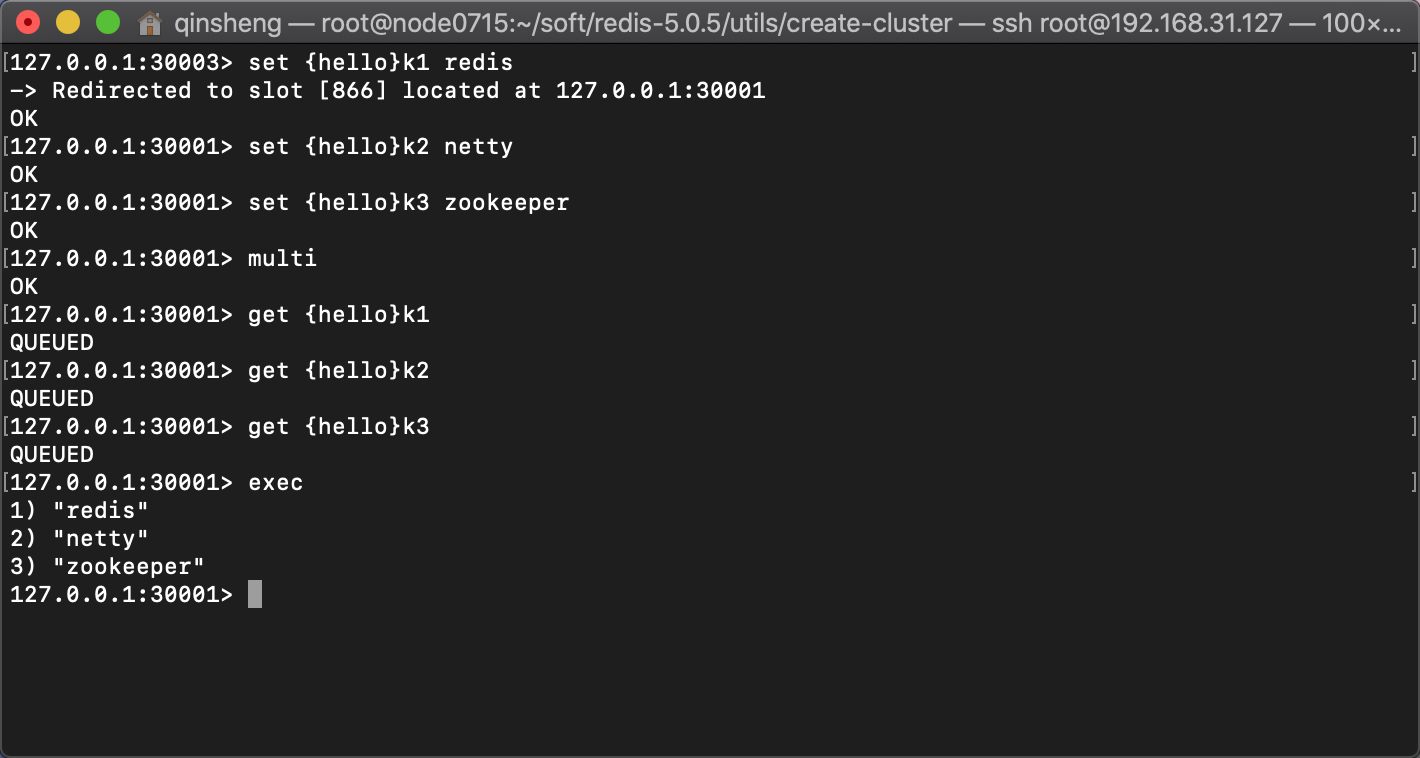 qinsheng — root@node0715:~/soft/redis-5.0.5/utils/create-cluster — ssh root@192.168.31.127 — 100×...
[127.0.0.1:30003> set {hello}k1 redis ]
—> Redirected to slot [866] located at 127.0.0.1:30001
OK
[127.0.0.1:30001> set {hello}k2 netty ]
OK
[127.0.0.1:30001> set {hello}k3 zookeeper ]
OK
[127.0.0.1:30001> multi ]
OK
[127.0.0.1:30001> get {hello}k1 ]
QUEUED
[127.0.0.1:30001> get {hello}k2 ]
QUEUED
[127.0.0.1:30001> get {hello}k3 ]
QUEUED
[127.0.0.1:30001> exec ]
1) "redis"
2) "netty"
3) "zookeeper"
127.0.0.1:30001>